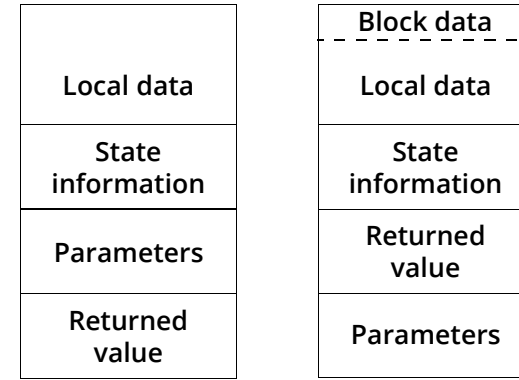 Local data
State
information
Parameters
Returned
value
Block data
Local data
State
information
Returned
value
Parameters